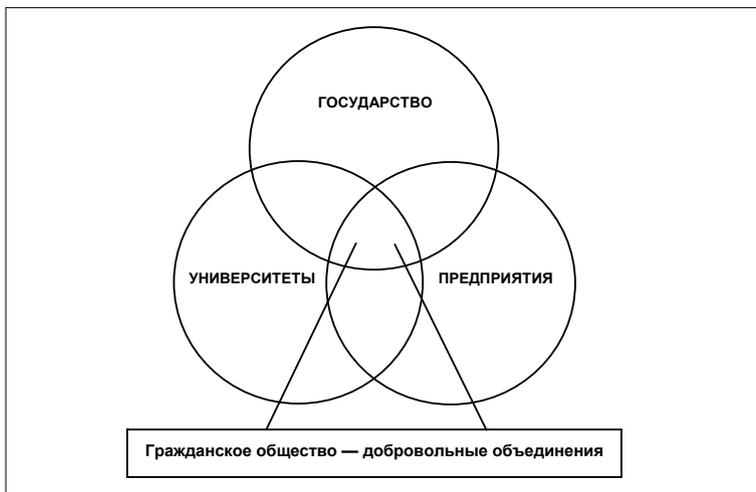 ГОСУДАРСТВО
УНИВЕРСИТЕТЫ
ПРЕДПРИЯТИЯ
Гражданское общество — добровольные объединения